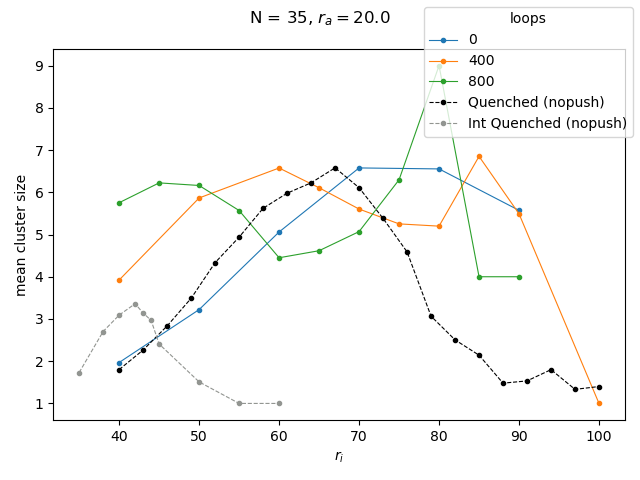 N = 35, $r_a = 20.0$
loops
0
400
800
Quenched (nopush)
Int Quenched (nopush)
mean cluster size
9
8
7
6
5
4
3
2
1
40 50 60 70 80 90 100
$r_i$